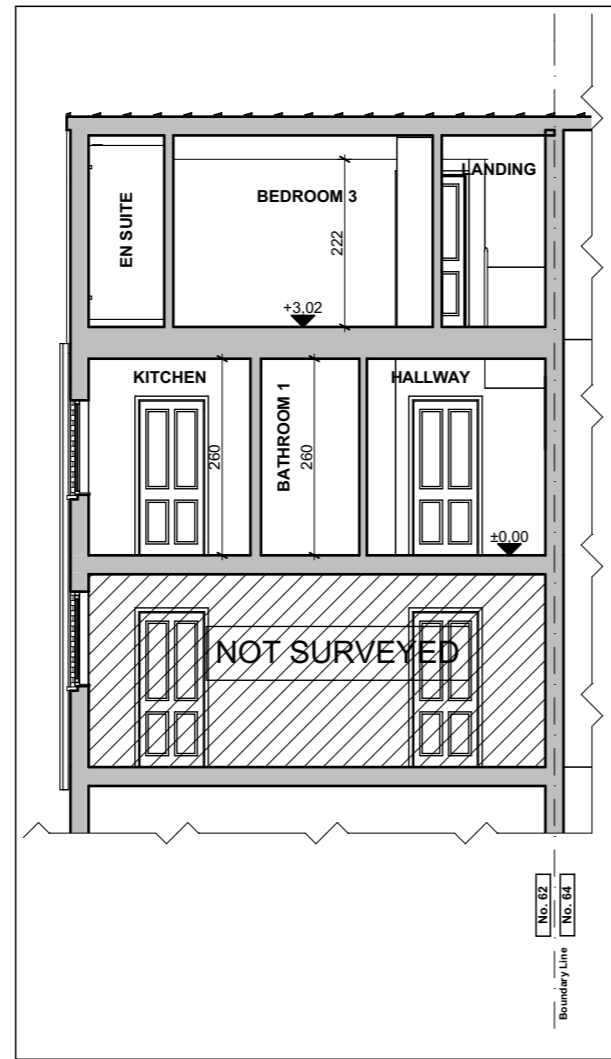 LANDING
BEDROOM 3
EN SUITE
222
+3,02
KITCHEN
HALLWAY
BATHROOM 1
260
260
±0,00
NOT SURVEYED
No. 62
No. 64
Boundary Line